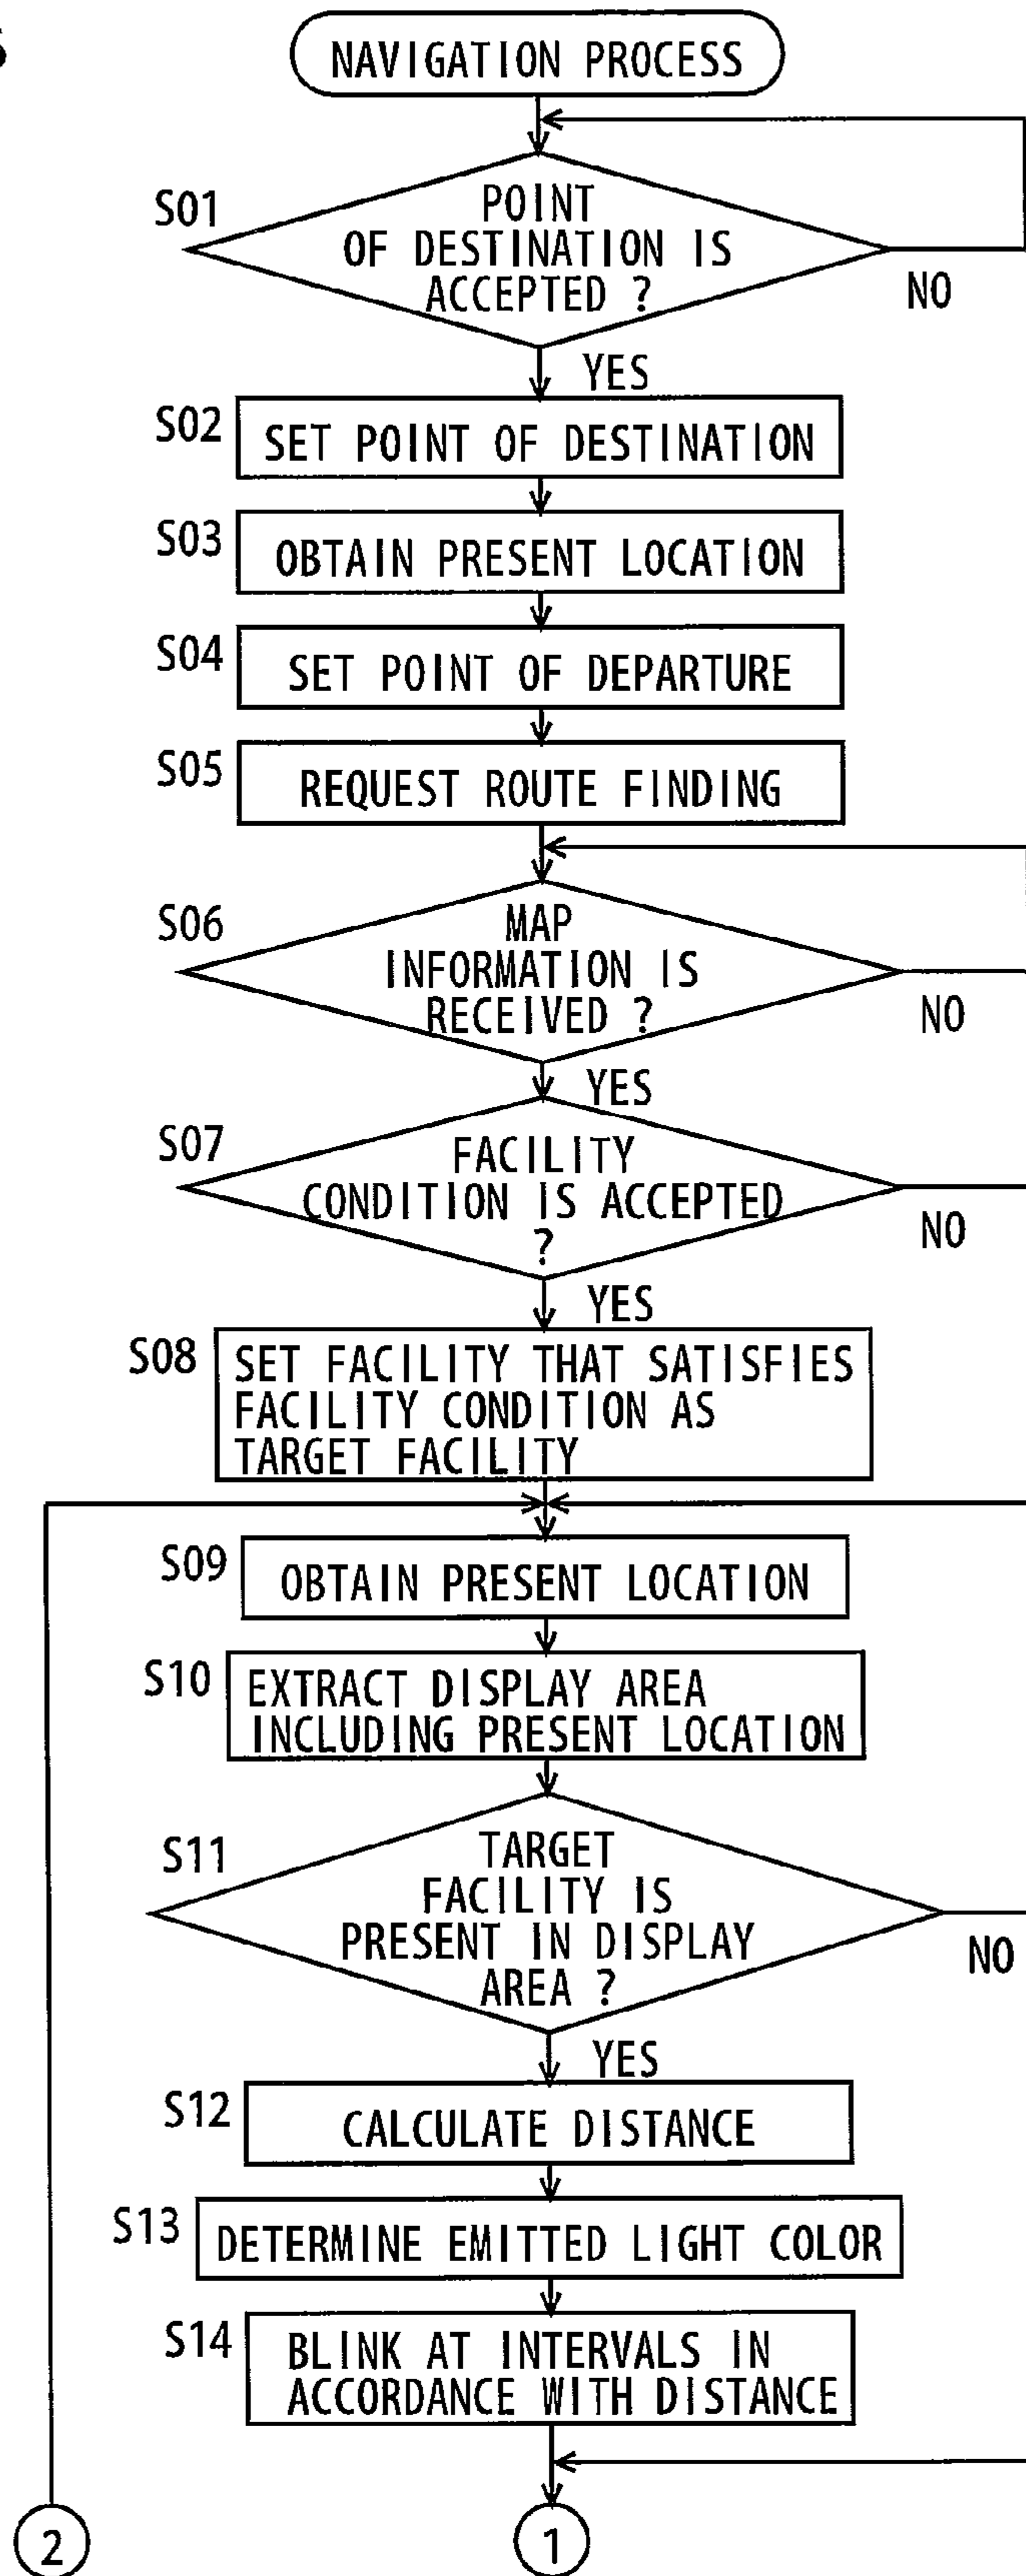 NAVIGATION PROCESS
S01
POINT
OF DESTINATION IS
ACCEPTED ?
NO
YES
S02
SET POINT OF DESTINATION
S03
OBTAIN PRESENT LOCATION
S04
SET POINT OF DEPARTURE
S05
REQUEST ROUTE FINDING
S06
MAP
INFORMATION IS
RECEIVED ?
NO
YES
S07
FACILITY
CONDITION IS ACCEPTED
?
NO
YES
S08
SET FACILITY THAT SATISFIES
FACILITY CONDITION AS
TARGET FACILITY
S09
OBTAIN PRESENT LOCATION
S10
EXTRACT DISPLAY AREA
INCLUDING PRESENT LOCATION
S11
TARGET
FACILITY IS
PRESENT IN DISPLAY
AREA ?
NO
YES
S12
CALCULATE DISTANCE
S13
DETERMINE EMITTED LIGHT COLOR
S14
BLINK AT INTERVALS IN
ACCORDANCE WITH DISTANCE
2
1